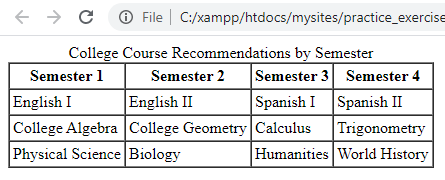 File C:/xampp/htdocs/mysites/practice_exercise
College Course Recommendations by Semester
Semester 1 Semester 2 Semester 3 Semester 4
English I English II Spanish I Spanish II
College Algebra College Geometry Calculus Trigonometry
Physical Science Biology Humanities World History